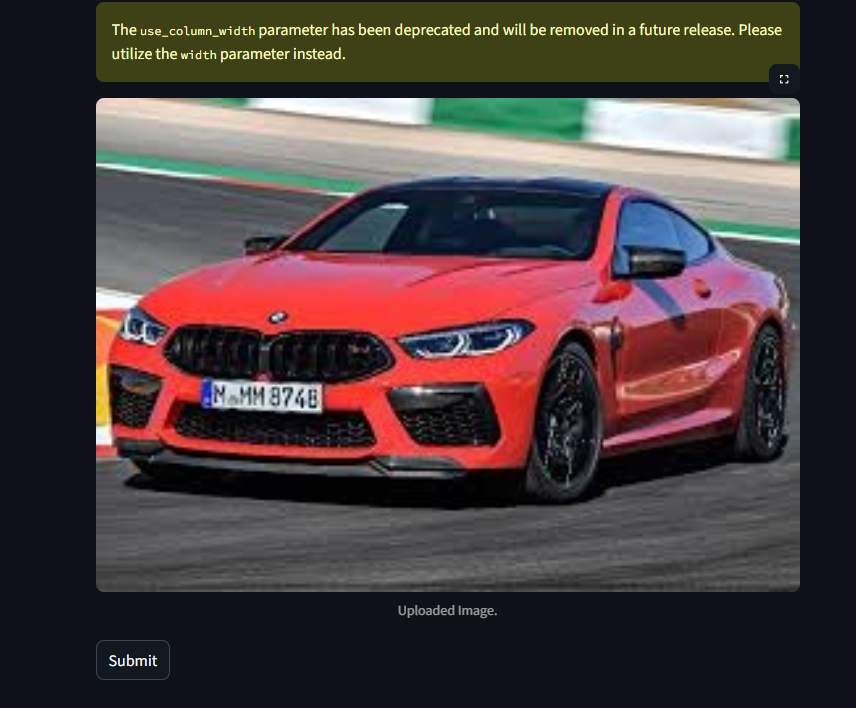 The use_column_width parameter has been deprecated and will be removed in a future release. Please
utilize the width parameter instead.
M MM 8748
Uploaded Image.
Submit